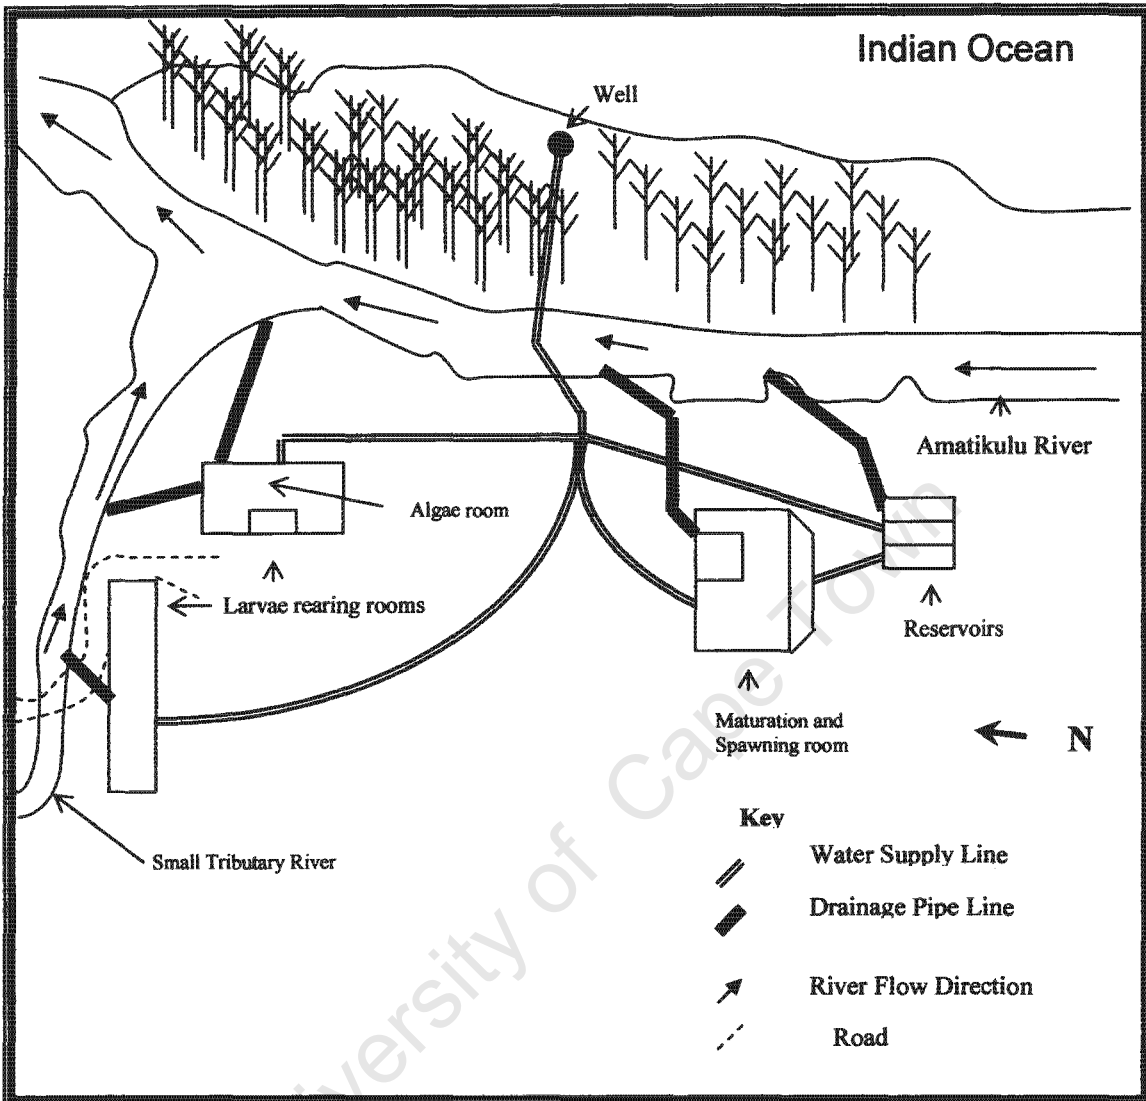 Indian Ocean
Well
Amatikulu River
Algae room
Larvae rearing rooms
Reservoirs
Maturation and
Spawning room
N
Small Tributary River
Key
Water Supply Line
Drainage Pipe Line
River Flow Direction
Road
University of Cape Town